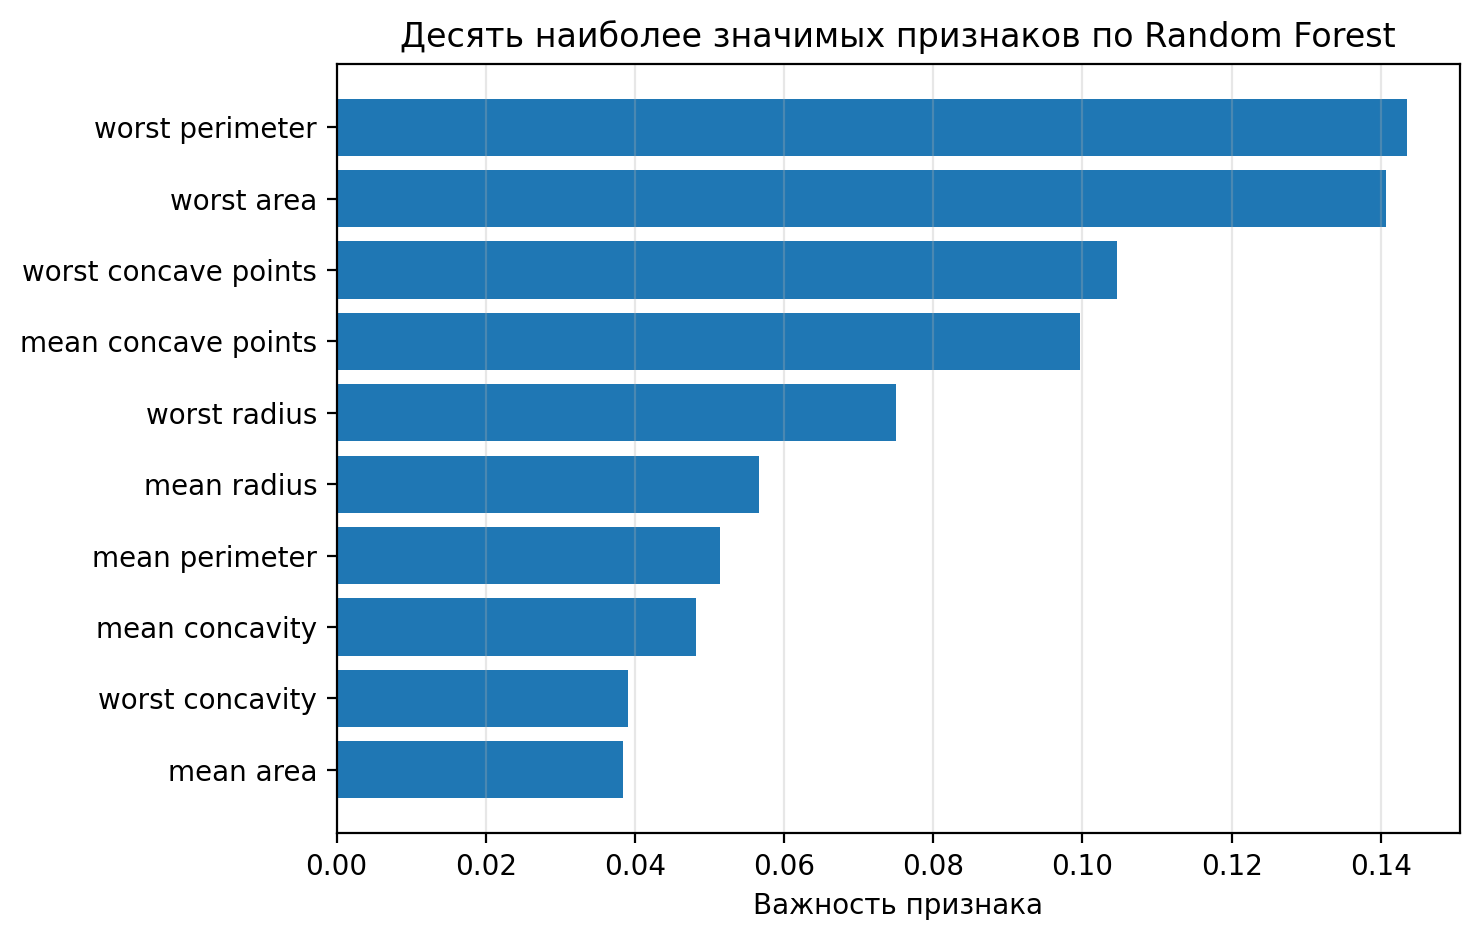 Десять наиболее значимых признаков по Random Forest
worst perimeter
worst area
worst concave points
mean concave points
worst radius
mean radius
mean perimeter
mean concavity
worst concavity
mean area
0.00 0.02 0.04 0.06 0.08 0.10 0.12 0.14
Важность признака